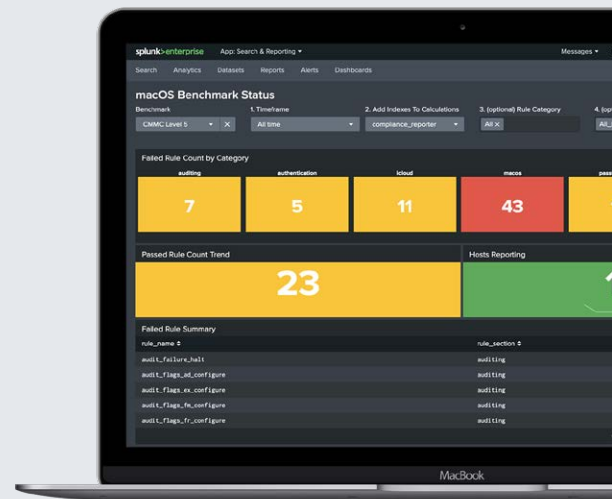 splunk>enterprise App: Search & Reporting Messages
Search Analytics Datasets Reports Alerts Dashboards
macOS Benchmark Status
Benchmark 1. Timeframe 2. Add Indexes To Calculations 3. (optional) Rule Category
CMMC Level 5 X All time compliance_reporter All X
Failed Rule Count by Category
auditing authentication icloud macos
7 5 11 43
Passed Rule Count Trend Hosts Reporting
23
Failed Rule Summary
rule_name rule_section
audit_failure_halt auditing
audit_flags_ad_configure auditing
audit_flags_ex_configure auditing
audit_flags_fm_configure auditing
audit_flags_fr_configure auditing
MacBook